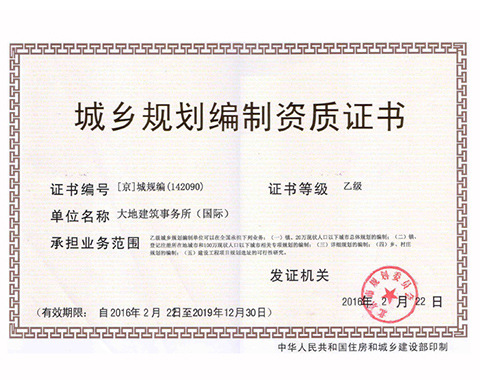 城乡规划编制资质证书
证书编号 [京]城规编(142090) 证书等级 乙级
单位名称 大地建筑事务所（国际）
承担业务范围 乙级城乡规划编制单位可以在全国承担下列业务：（一）镇、20万现状人口以下城市总体规划的编制；（二）镇、
登记注册所在地城市和100万现状人口以下城市相关专项规划的编制；（三）详细规划的编制；（四）乡、村庄
规划的编制；（五）建设工程项目规划选址的可行性研究。
发证机关
北京市规划委员会
2016年 2 月 22 日
(有效期限： 自2016年 2 月 22日至2019年12月30日)
中华人民共和国住房和城乡建设部印制